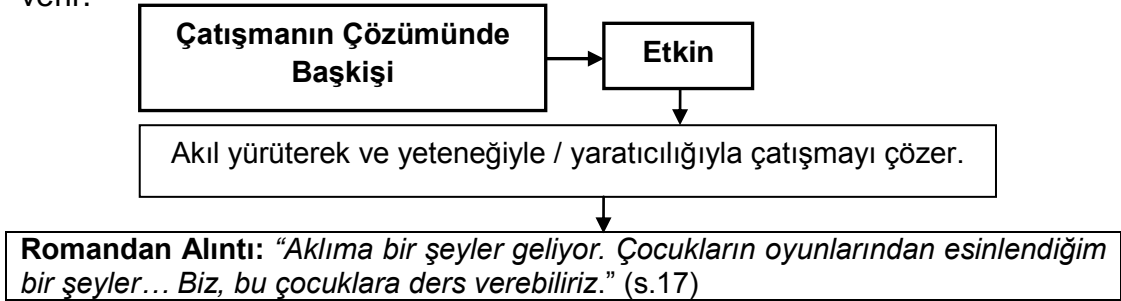 verir.
Çatışmanın Çözümünde
Başkişi
Etkin
Akıl yürüterek ve yeteneğiyle / yaratıcılığıyla çatışmayı çözer.
Romandan Alıntı: “Aklıma bir şeyler geliyor. Çocukların oyunlarından esinlendiğim
bir şeyler… Biz, bu çocuklara ders verebiliriz.” (s.17)